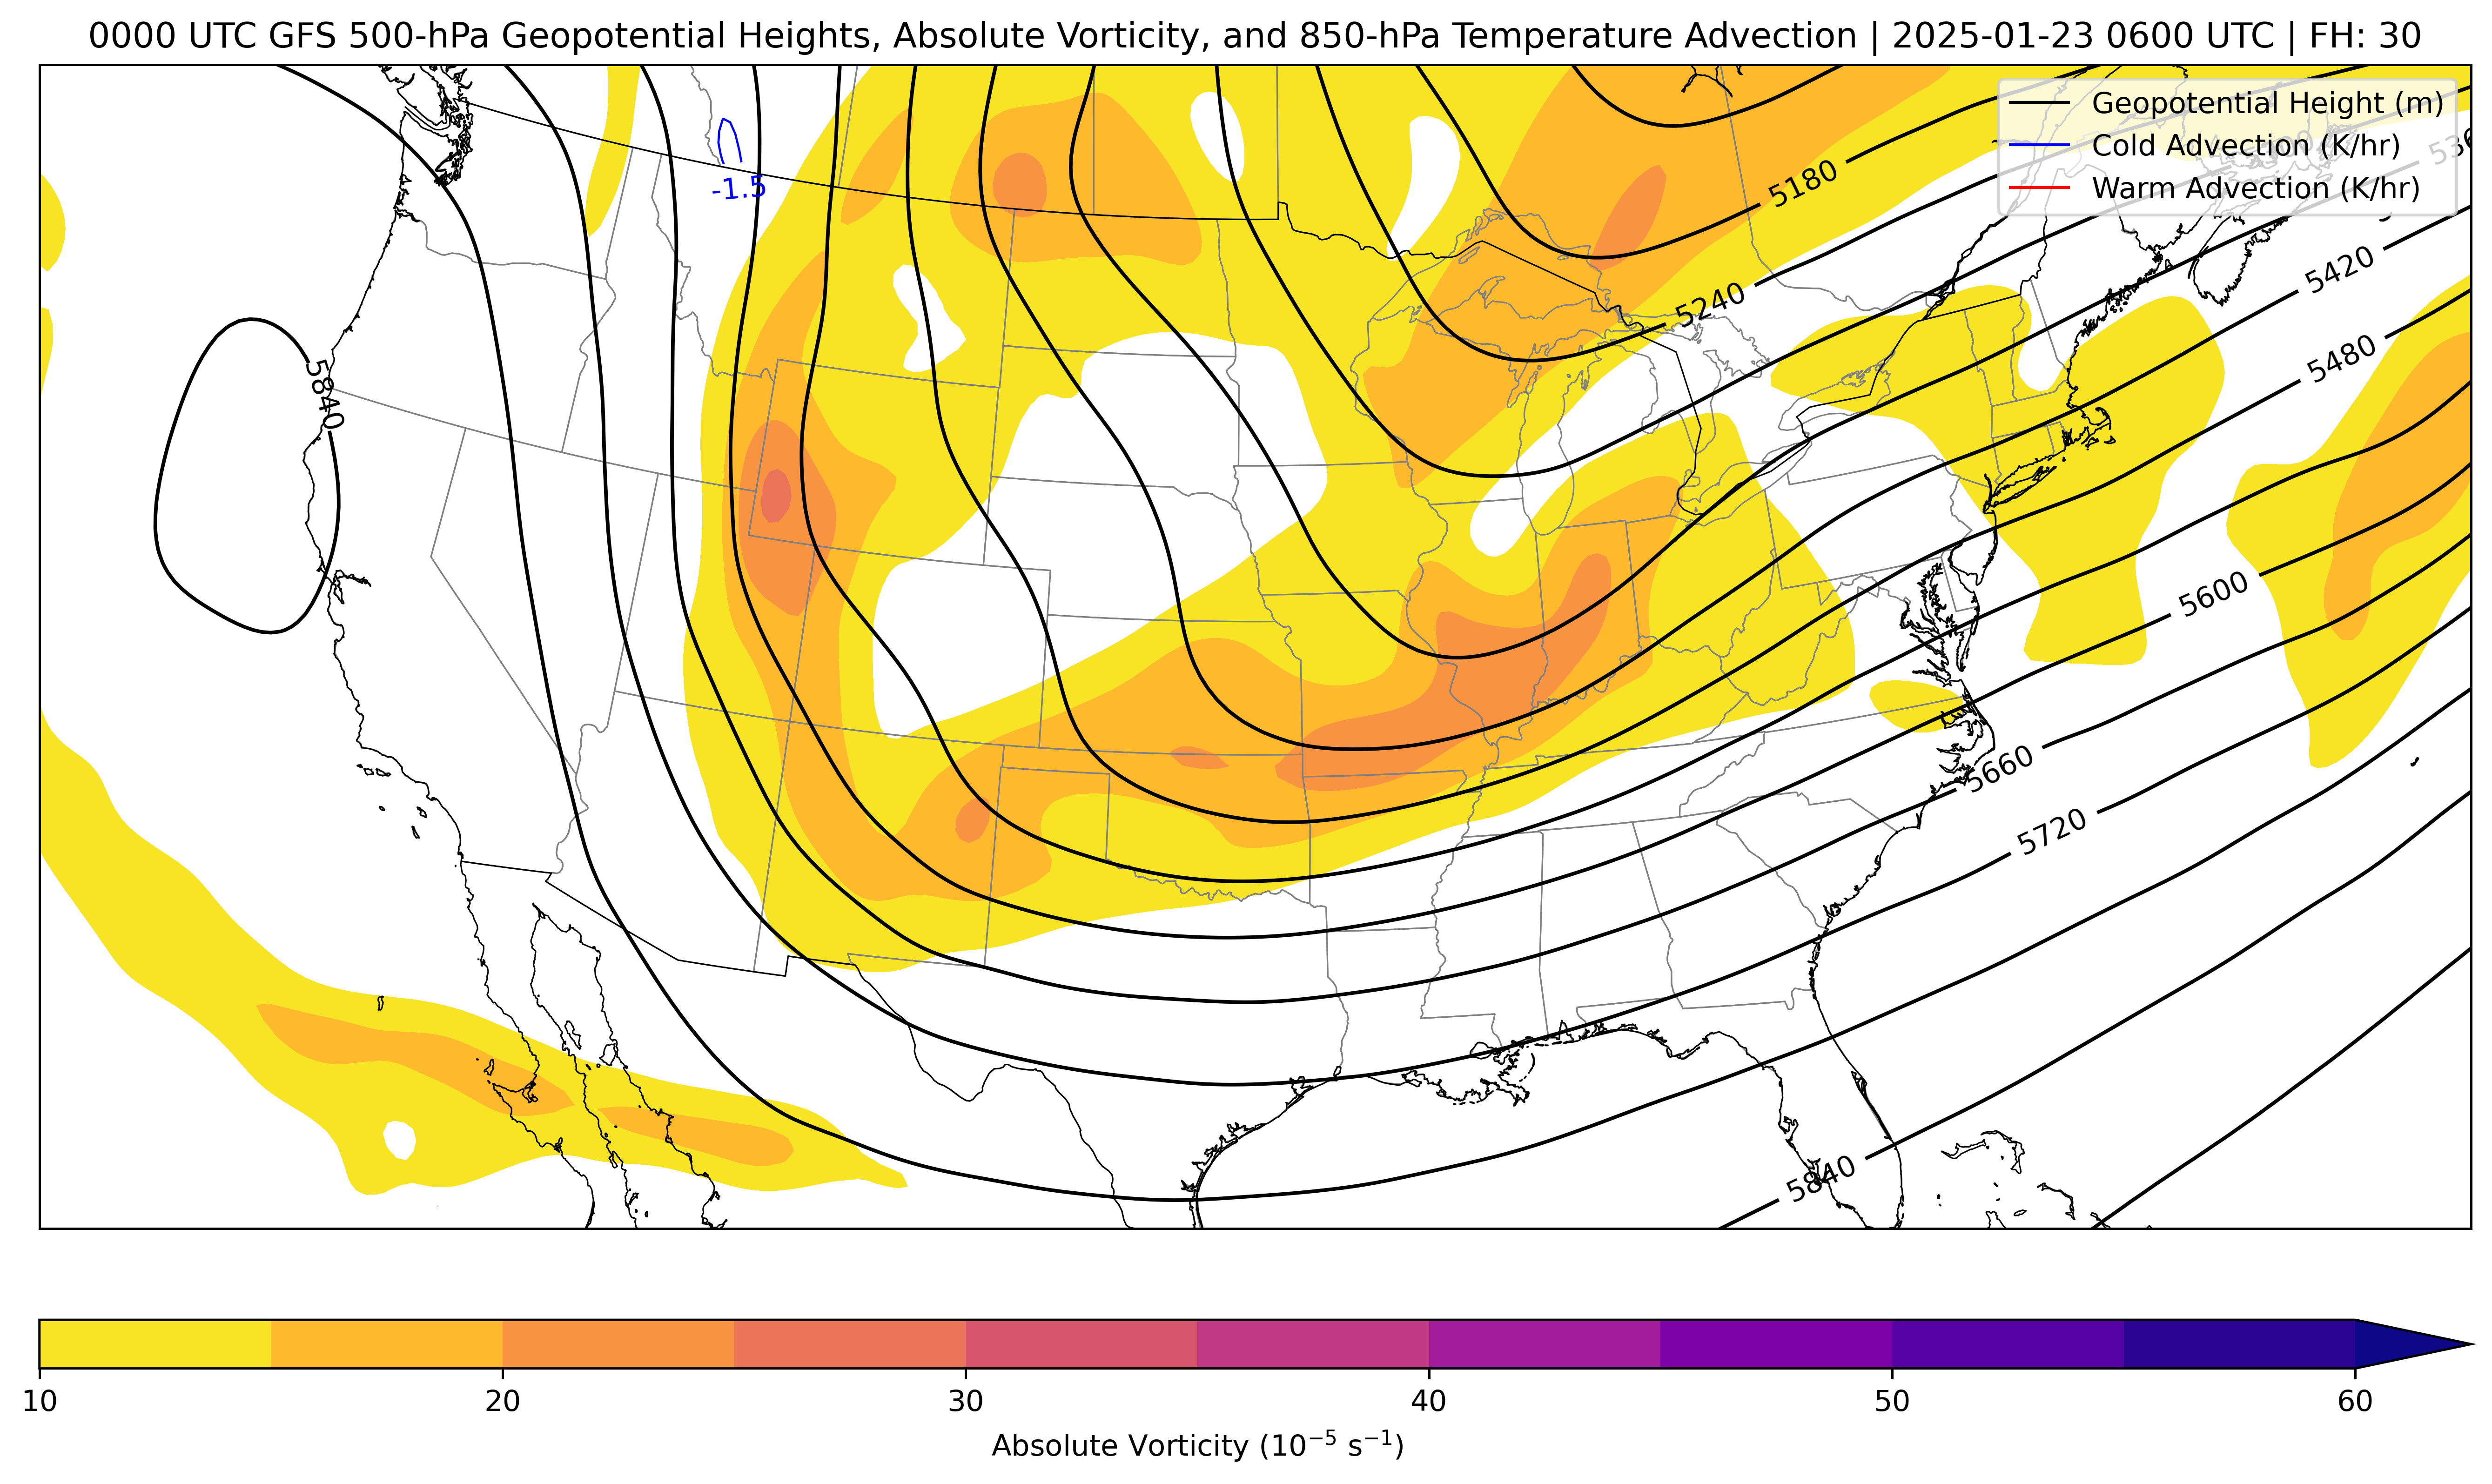 0000 UTC GFS 500-hPa Geopotential Heights, Absolute Vorticity, and 850-hPa Temperature Advection | 2025-01-23 0600 UTC | FH: 30
Geopotential Height (m)
Cold Advection (K/hr)
Warm Advection (K/hr)
-1.5
5180
5240
5420
5480
5840
5600
5660
5720
5840
10 20 30 40 50 60
Absolute Vorticity (10⁻⁵ s⁻¹)